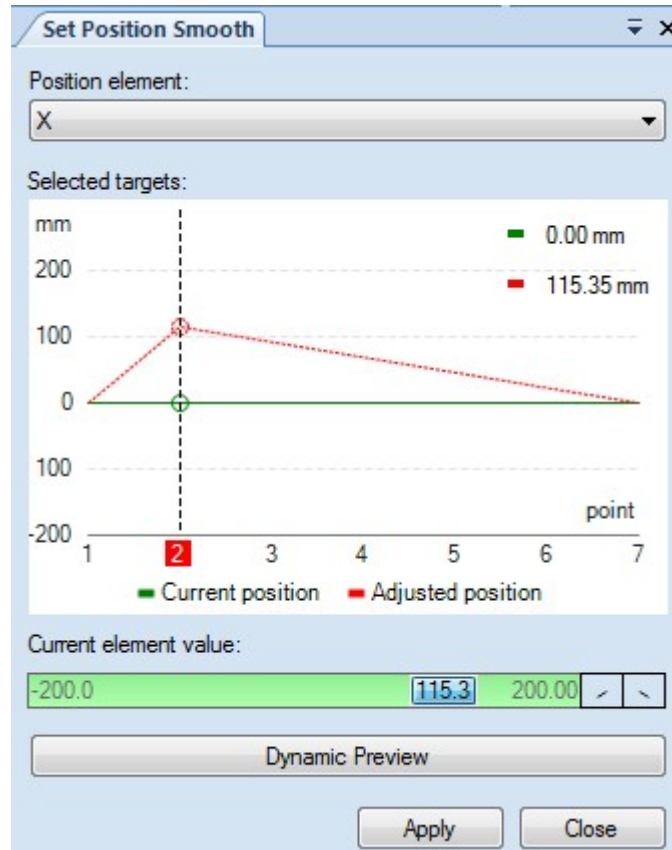 Set Position Smooth
Position element:
X
Selected targets:
mm
0.00 mm
200
115.35 mm
100
0
100
-200
point
1 2 3 4 5 6 7
Current position Adjusted position
Current element value:
-200.0 115.3 200.00
Dynamic Preview
Apply Close